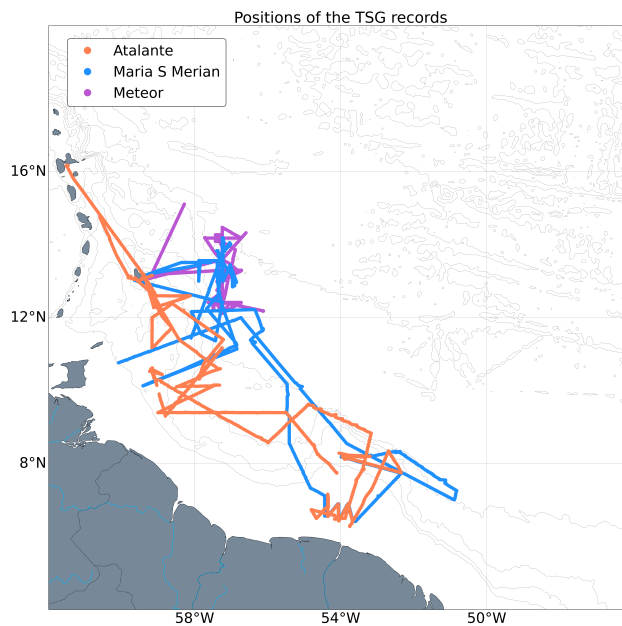 Positions of the TSG records
Atalante
Maria S Merian
Meteor
16°N
12°N
8°N
58°W
54°W
50°W